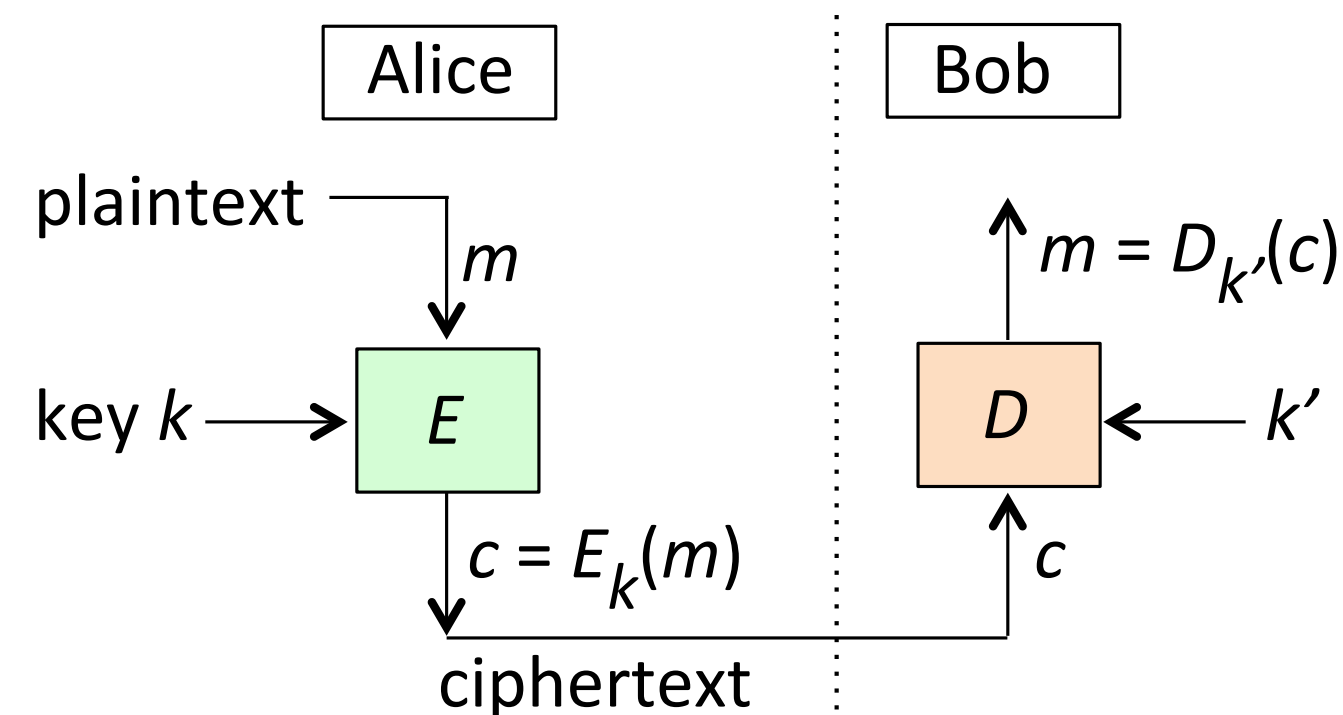 Alice
Bob
plaintext
m
m = Dk’(c)
key k
E
D
k’
c = Ek(m)
c
ciphertext